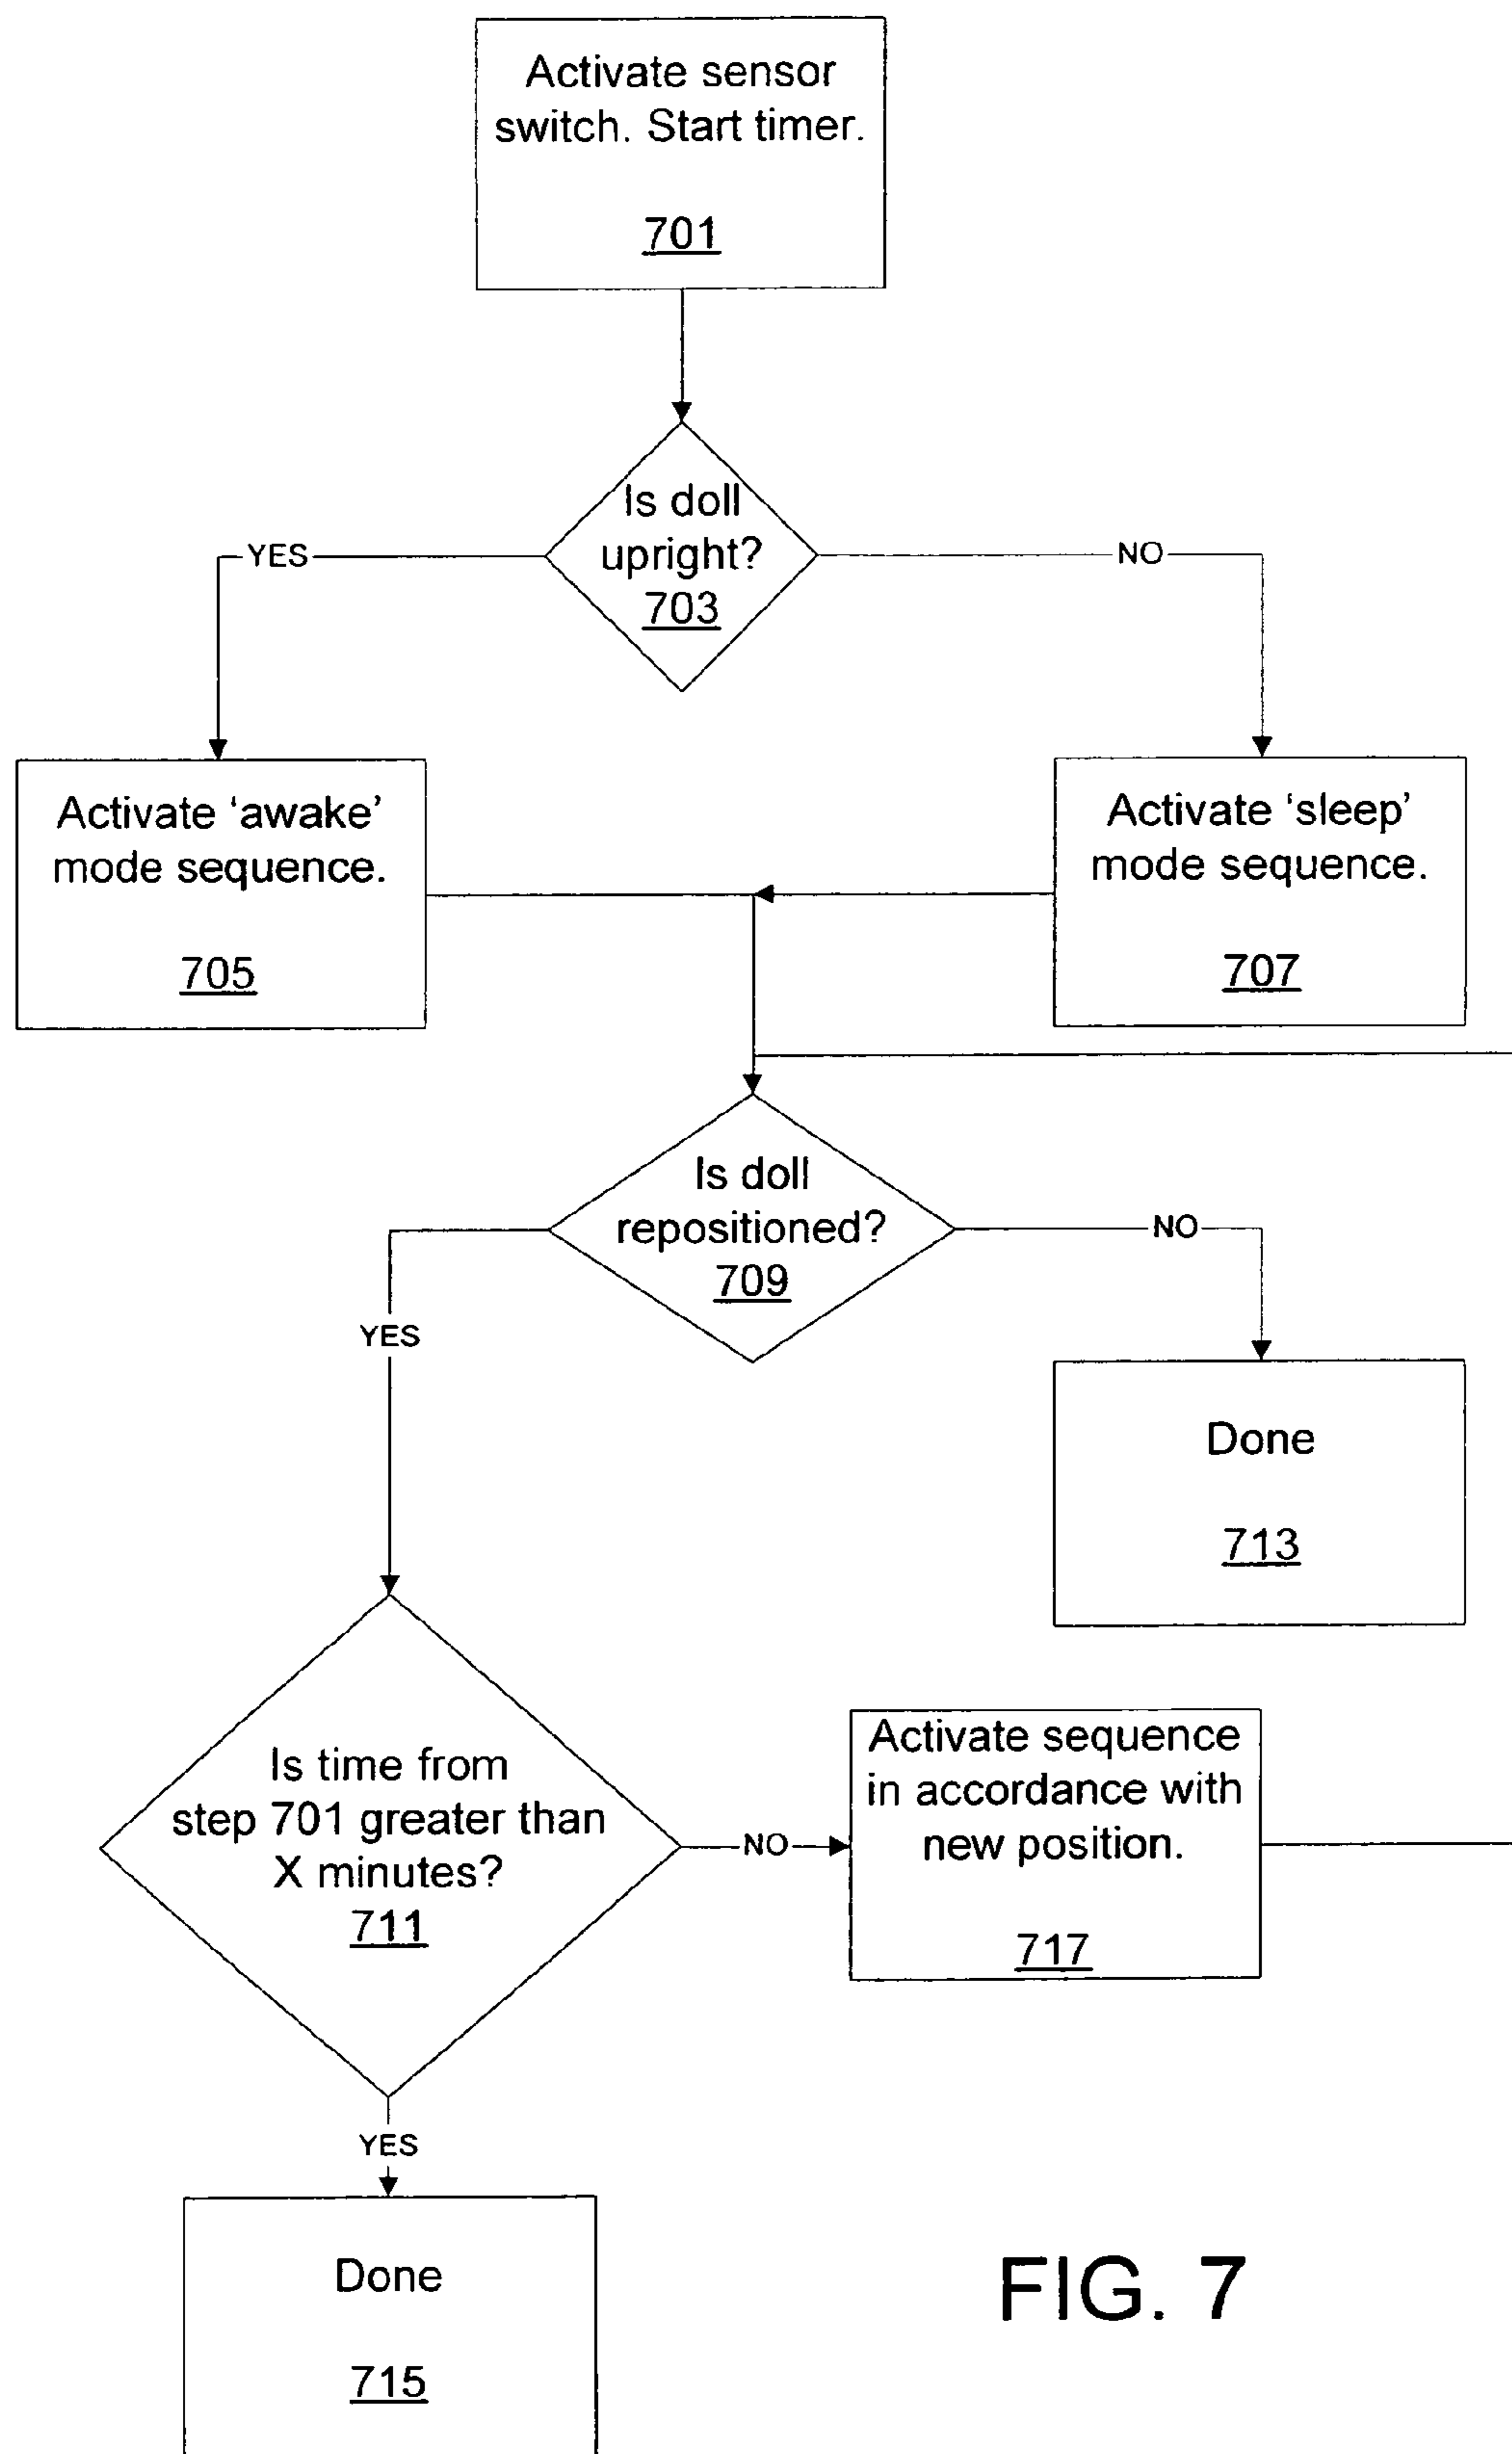 Activate sensor
switch. Start timer.
701
Is doll
upright?
703
YES
NO
Activate ‘awake’
mode sequence.
705
Activate ‘sleep’
mode sequence.
707
Is doll
repositioned?
709
YES
NO
Done
713
Is time from
step 701 greater than
X minutes?
711
NO
Activate sequence
in accordance with
new position.
717
YES
Done
715
FIG. 7